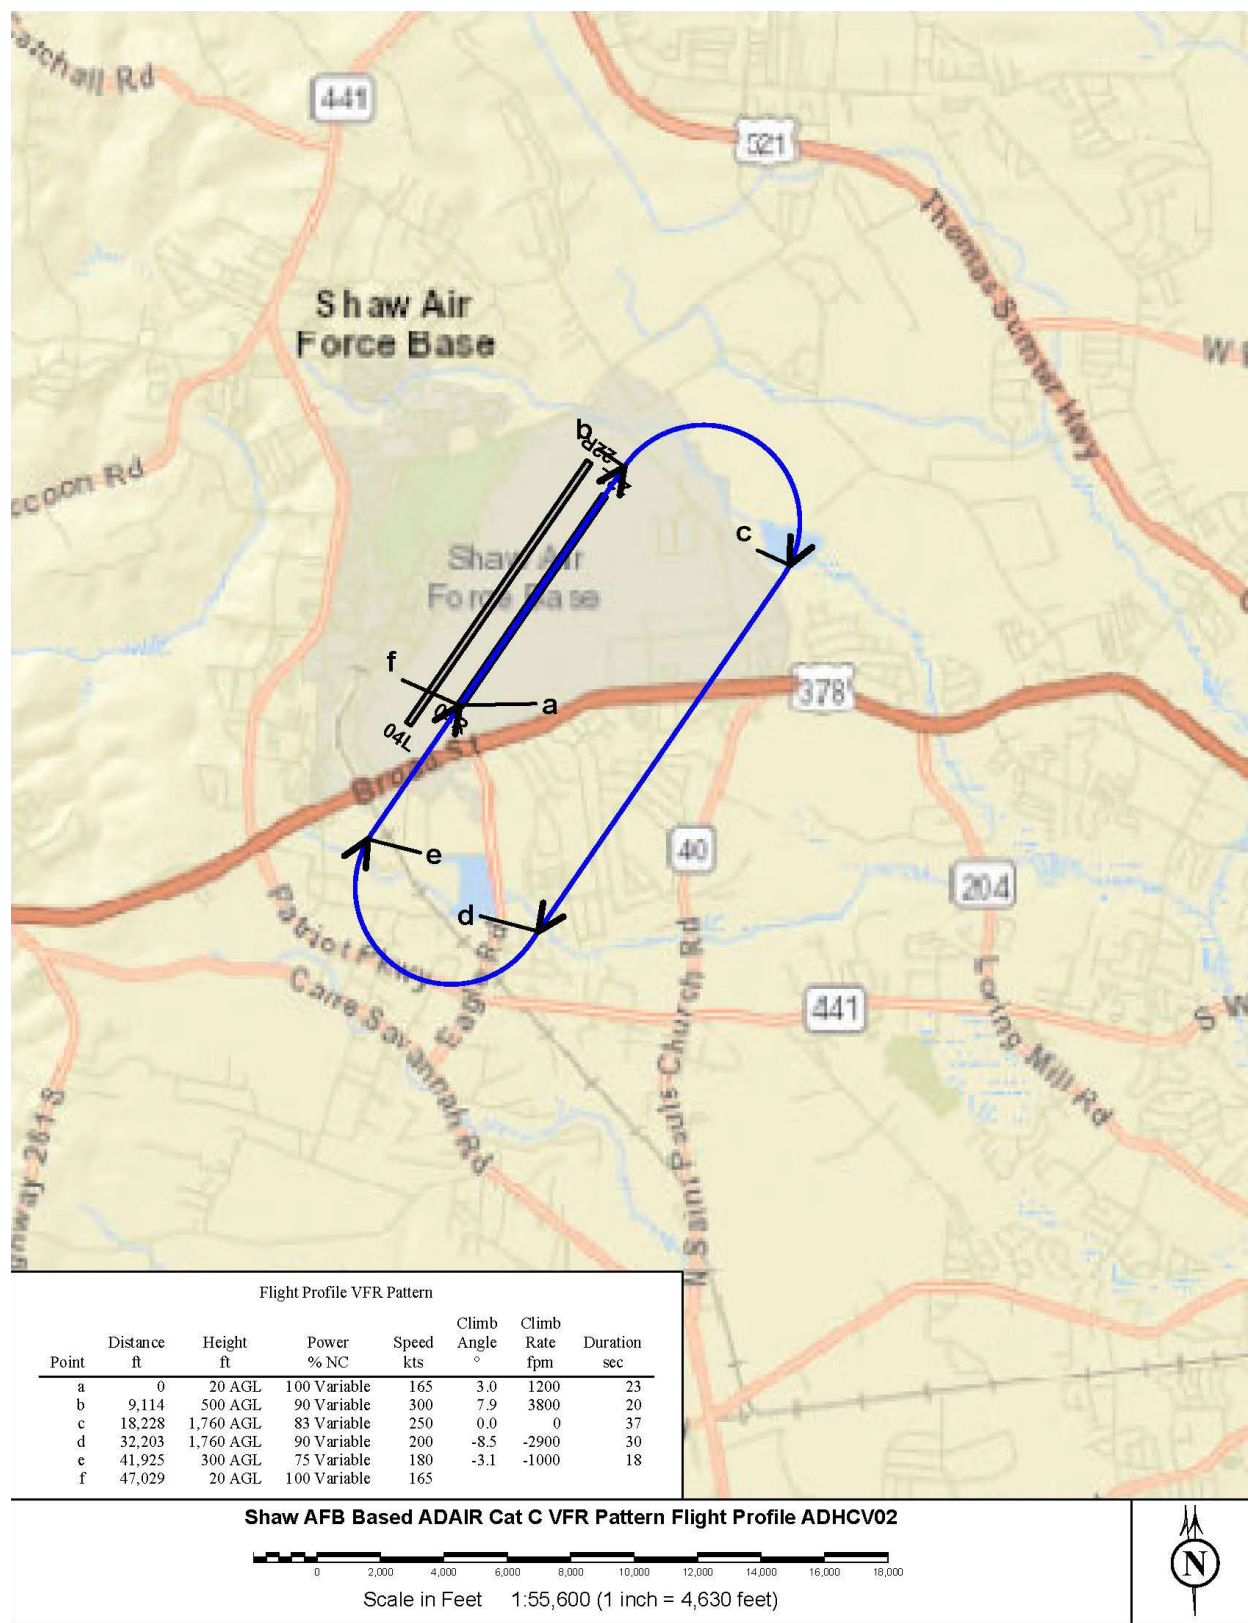 441
521
Thomas Sumter Hwy
Shaw Air
Force Base
W
ccoon Rd
b
22R
c
Shaw Air
Force Base
f
a
378
04L
Broad St
e
40
d
204
Patriot Pkwy
Eagle Rd
441
Carre Savannah Rd
N Saint Pauls Church Rd
Loring Mill Rd
S W
ghway 261 S
Flight Profile VFR Pattern
Point Distance ft Height ft Power % NC Speed kts Climb Angle ° Climb Rate fpm Duration sec
a 0 20 AGL 100 Variable 165 3.0 1200 23
b 9,114 500 AGL 90 Variable 300 7.9 3800 20
c 18,228 1,760 AGL 83 Variable 250 0.0 0 37
d 32,203 1,760 AGL 90 Variable 200 -8.5 -2900 30
e 41,925 300 AGL 75 Variable 180 -3.1 -1000 18
f 47,029 20 AGL 100 Variable 165
Shaw AFB Based ADAIR Cat C VFR Pattern Flight Profile ADHCV02
0 2,000 4,000 6,000 8,000 10,000 12,000 14,000 16,000 18,000
Scale in Feet 1:55,600 (1 inch = 4,630 feet)
N